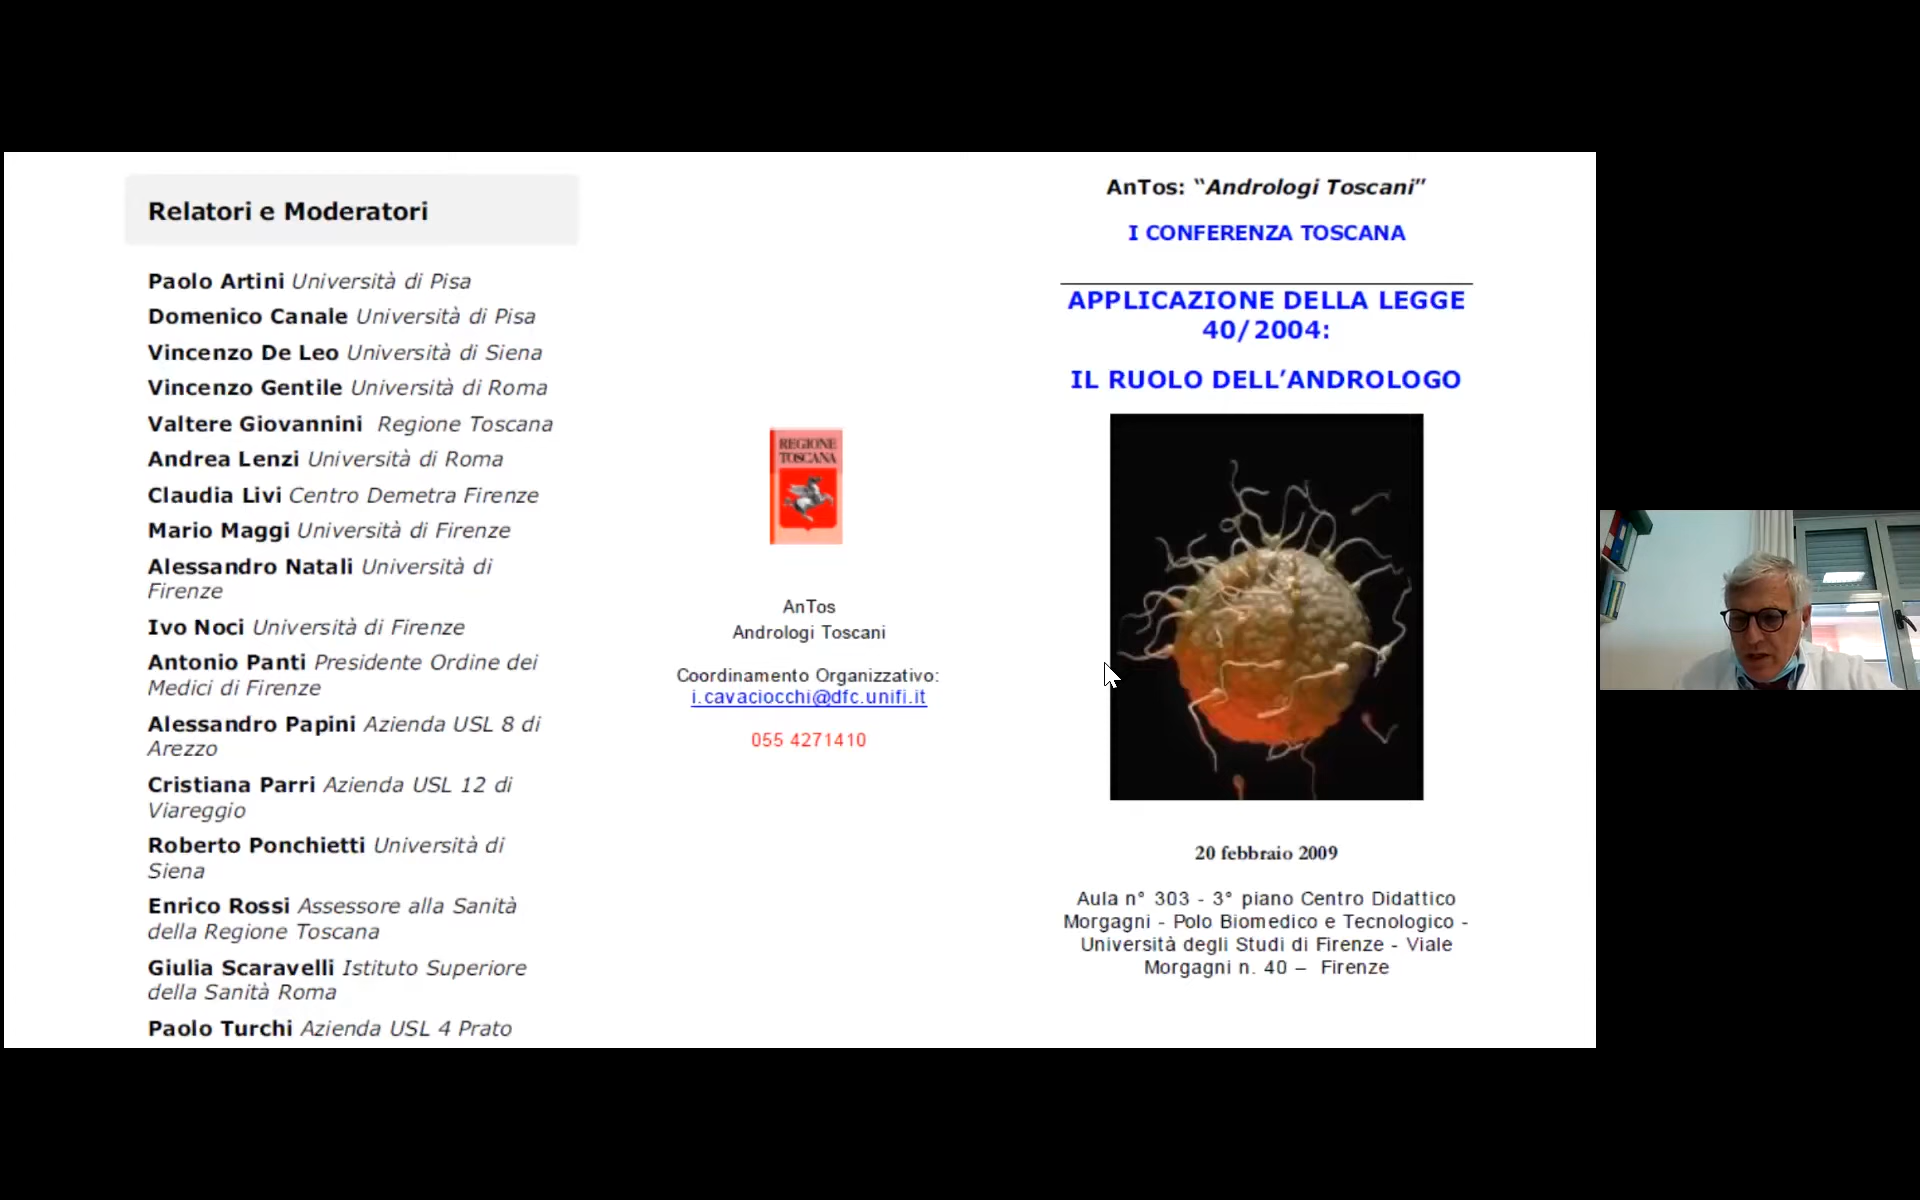 Relatori e Moderatori
Paolo Artini Università di Pisa
Domenico Canale Università di Pisa
Vincenzo De Leo Università di Siena
Vincenzo Gentile Università di Roma
Valtere Giovannini Regione Toscana
Andrea Lenzi Università di Roma
Claudia Livi Centro Demetra Firenze
Mario Maggi Università di Firenze
Alessandro Natali Università di
Firenze
Ivo Noci Università di Firenze
Antonio Panti Presidente Ordine dei
Medici di Firenze
Alessandro Papini Azienda USL 8 di
Arezzo
Cristiana Parri Azienda USL 12 di
Viareggio
Roberto Ponchietti Università di
Siena
Enrico Rossi Assessore alla Sanità
della Regione Toscana
Giulia Scaravelli Istituto Superiore
della Sanità Roma
Paolo Turchi Azienda USL 4 Prato
REGIONE
TOSCANA
AnTos
Andrologi Toscani
Coordinamento Organizzativo:
i.cavaciocchi@dfc.unifi.it
055 4271410
AnTos: “Andrologi Toscani”
I CONFERENZA TOSCANA
APPLICAZIONE DELLA LEGGE
40/2004:
IL RUOLO DELL’ANDROLOGO
20 febbraio 2009
Aula n° 303 - 3° piano Centro Didattico
Morgagni - Polo Biomedico e Tecnologico -
Università degli Studi di Firenze - Viale
Morgagni n. 40 – Firenze